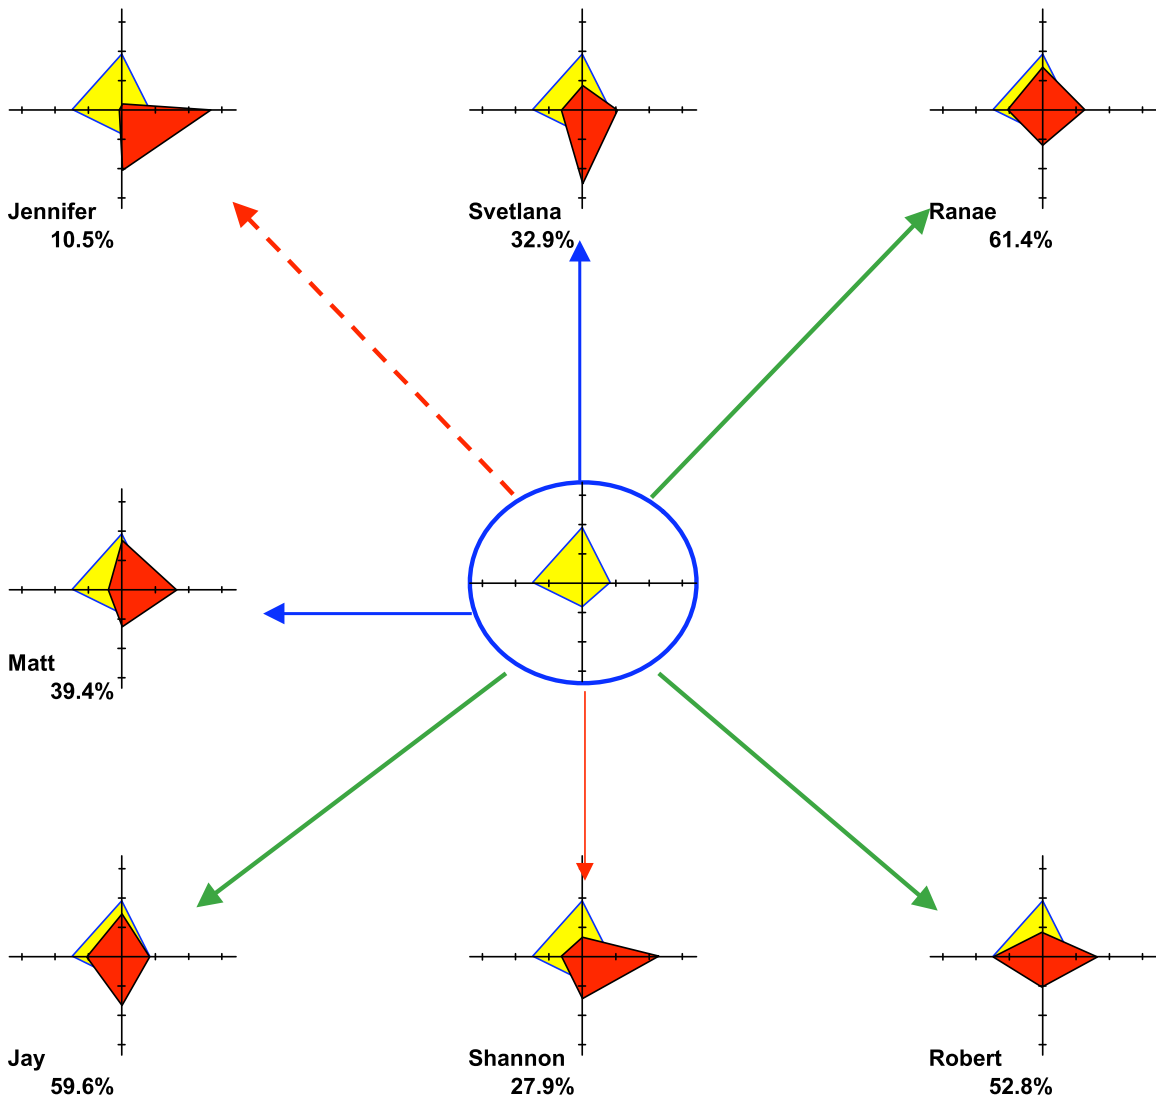 Jennifer
10.5%
Svetlana
32.9%
Ranae
61.4%
Matt
39.4%
Jay
59.6%
Shannon
27.9%
Robert
52.8%